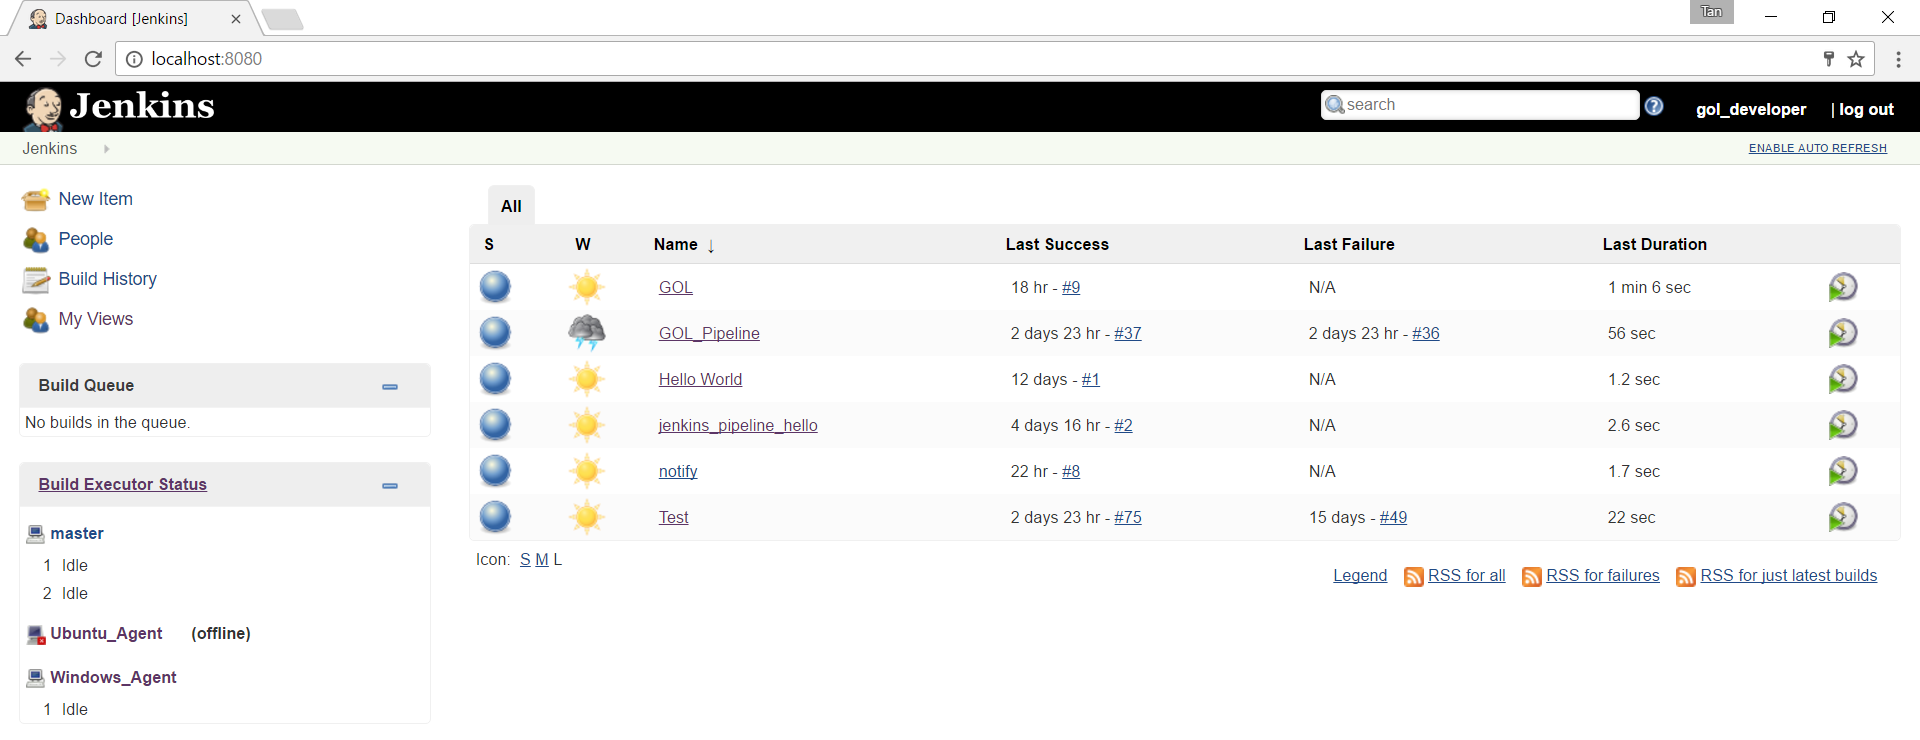 Dashboard [Jenkins]
Tan
localhost:8080
Jenkins
search
gol_developer | log out
Jenkins
ENABLE AUTO REFRESH
New Item
People
Build History
My Views
Build Queue
No builds in the queue.
Build Executor Status
master
1 Idle
2 Idle
Ubuntu_Agent (offline)
Windows_Agent
1 Idle
All
S W Name ↓ Last Success Last Failure Last Duration
GOL 18 hr - #9 N/A 1 min 6 sec
GOL_Pipeline 2 days 23 hr - #37 2 days 23 hr - #36 56 sec
Hello World 12 days - #1 N/A 1.2 sec
jenkins_pipeline_hello 4 days 16 hr - #2 N/A 2.6 sec
notify 22 hr - #8 N/A 1.7 sec
Test 2 days 23 hr - #75 15 days - #49 22 sec
Icon: S M L
Legend RSS for all RSS for failures RSS for just latest builds